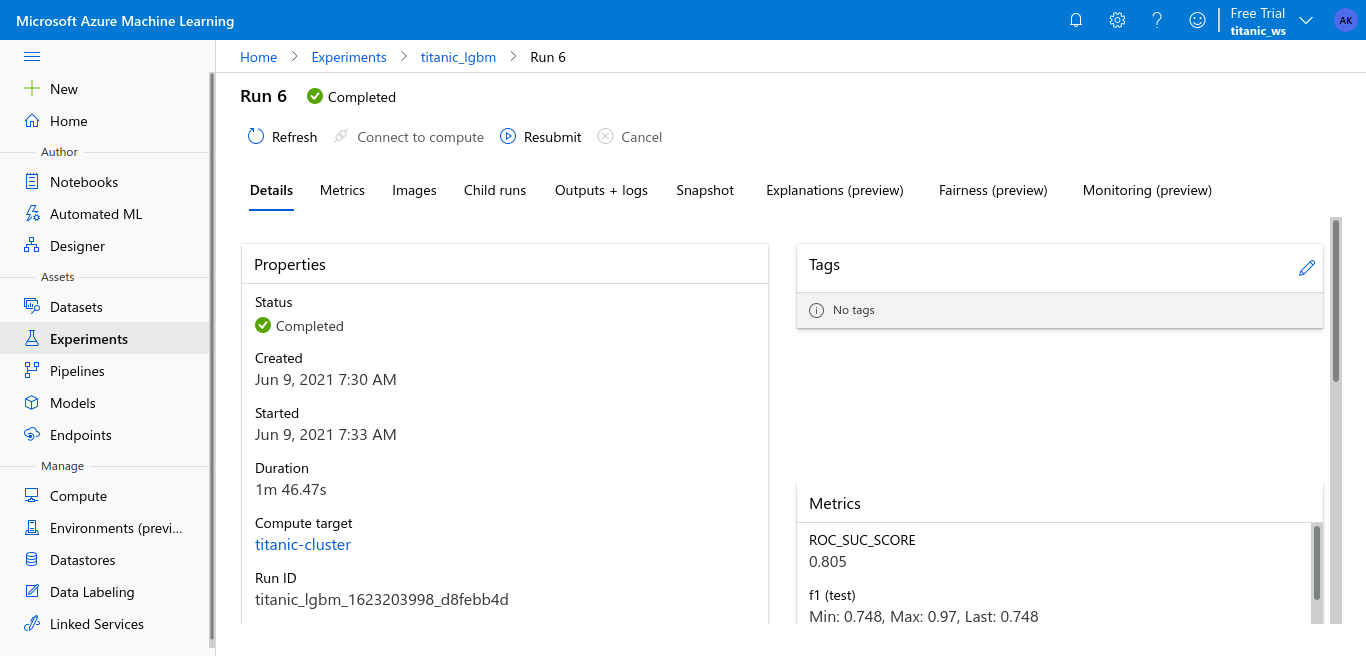 Microsoft Azure Machine Learning
Free Trial
titanic_ws
AK
New
Home
Author
Notebooks
Automated ML
Designer
Assets
Datasets
Experiments
Pipelines
Models
Endpoints
Manage
Compute
Environments (previ...
Datastores
Data Labeling
Linked Services
Home > Experiments > titanic_lgbm > Run 6
Run 6 Completed
Refresh Connect to compute Resubmit Cancel
Details Metrics Images Child runs Outputs + logs Snapshot Explanations (preview) Fairness (preview) Monitoring (preview)
Properties
Status
Completed
Created
Jun 9, 2021 7:30 AM
Started
Jun 9, 2021 7:33 AM
Duration
1m 46.47s
Compute target
titanic-cluster
Run ID
titanic_lgbm_1623203998_d8febb4d
Tags
No tags
Metrics
ROC_SUC_SCORE
0.805
f1 (test)
Min: 0.748, Max: 0.97, Last: 0.748